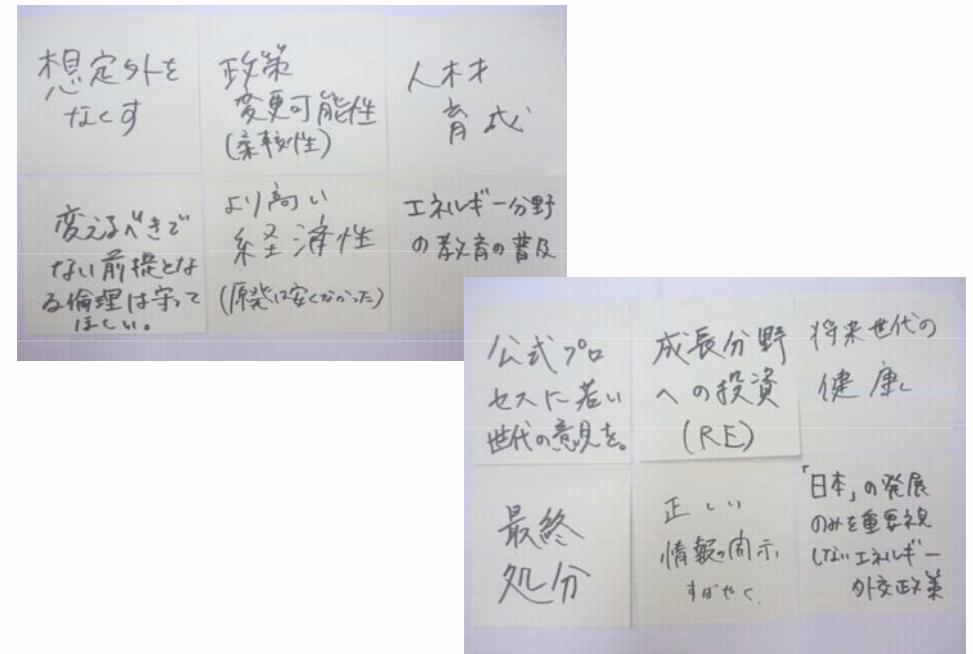 想定外を
なくす
政策
変更可能性
(柔軟性)
人材
育成
変えるべきで
ない前提とな
る倫理は守って
ほしい。
より高い
経済性
(原発は安くなかった)
エネルギー分野
の教育の普及
公式プロ
セスに若い
世代の意見を。
成長分野
への投資
(RE)
将来世代の
健康
最終
処分
正しい
情報の開示
すばやく.
「日本」の発展
のみを重要視
しないエネルギー
外交政策